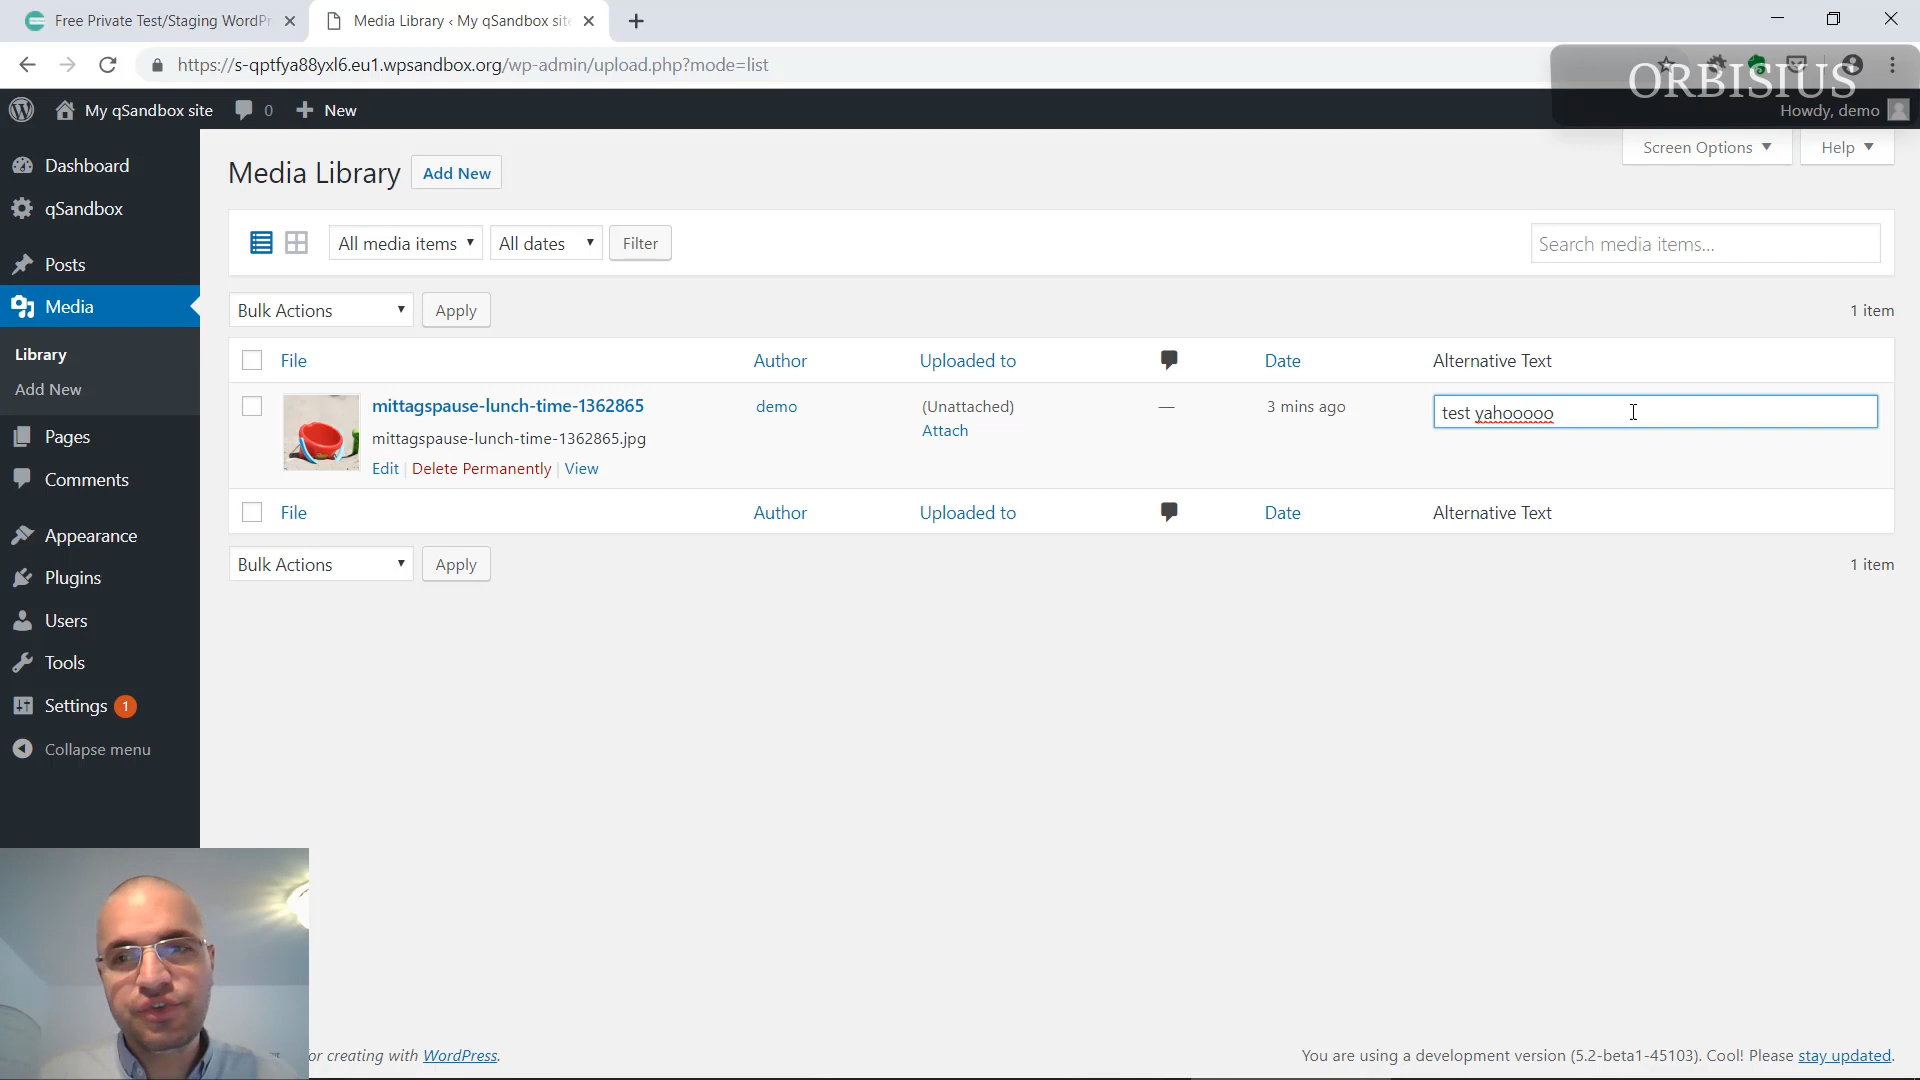 Free Private Test/Staging WordPr
Media Library ‹ My qSandbox site
https://s-qptfya88yxl6.eu1.wpsandbox.org/wp-admin/upload.php?mode=list
ORBISIUS
My qSandbox site
0
New
Howdy, demo
Screen Options
Help
Dashboard
qSandbox
Posts
Media
Library
Add New
Pages
Comments
Appearance
Plugins
Users
Tools
Settings 1
Collapse menu
Media Library Add New
All media items
All dates
Filter
Search media items...
Bulk Actions
Apply
1 item
File Author Uploaded to Date Alternative Text
mittagspause-lunch-time-1362865
mittagspause-lunch-time-1362865.jpg
Edit | Delete Permanently | View
demo
(Unattached)
Attach
—
3 mins ago
test yahooooo
File Author Uploaded to Date Alternative Text
Bulk Actions
Apply
1 item
or creating with WordPress.
You are using a development version (5.2-beta1-45103). Cool! Please stay updated.